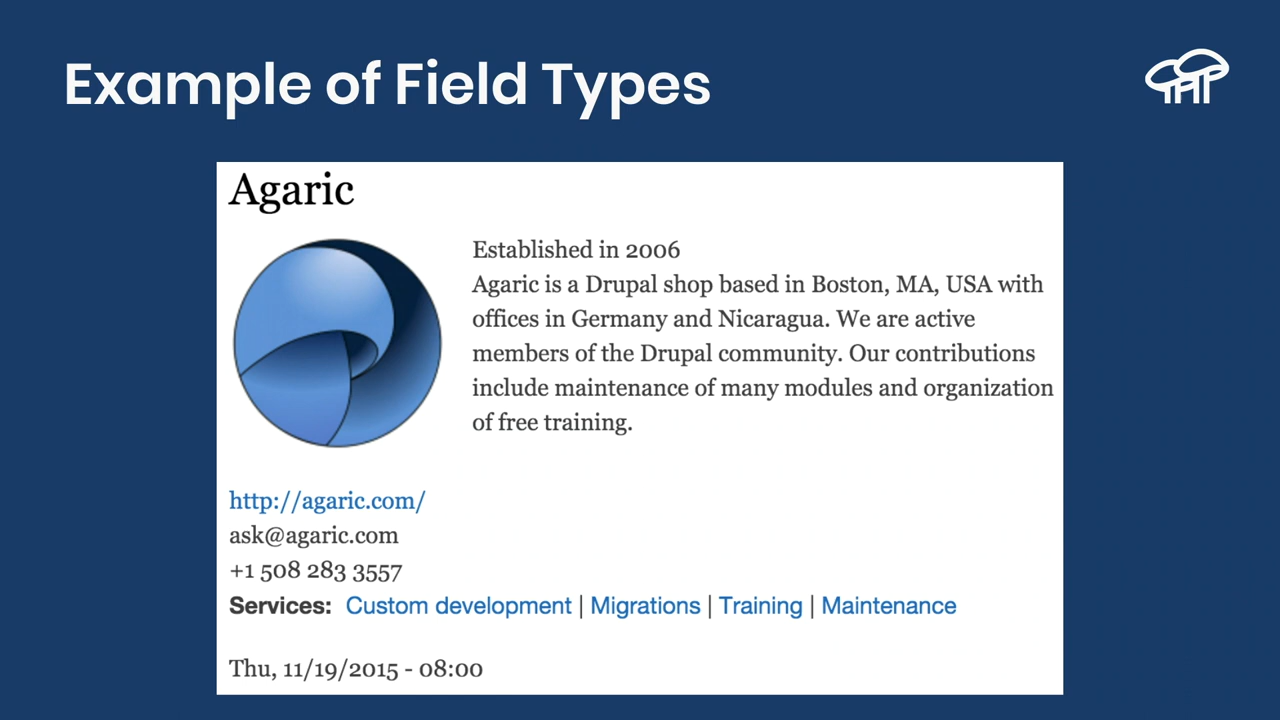 Example of Field Types
Agaric
Established in 2006
Agaric is a Drupal shop based in Boston, MA, USA with
offices in Germany and Nicaragua. We are active
members of the Drupal community. Our contributions
include maintenance of many modules and organization
of free training.
http://agaric.com/
ask@agaric.com
+1 508 283 3557
Services: Custom development | Migrations | Training | Maintenance
Thu, 11/19/2015 - 08:00